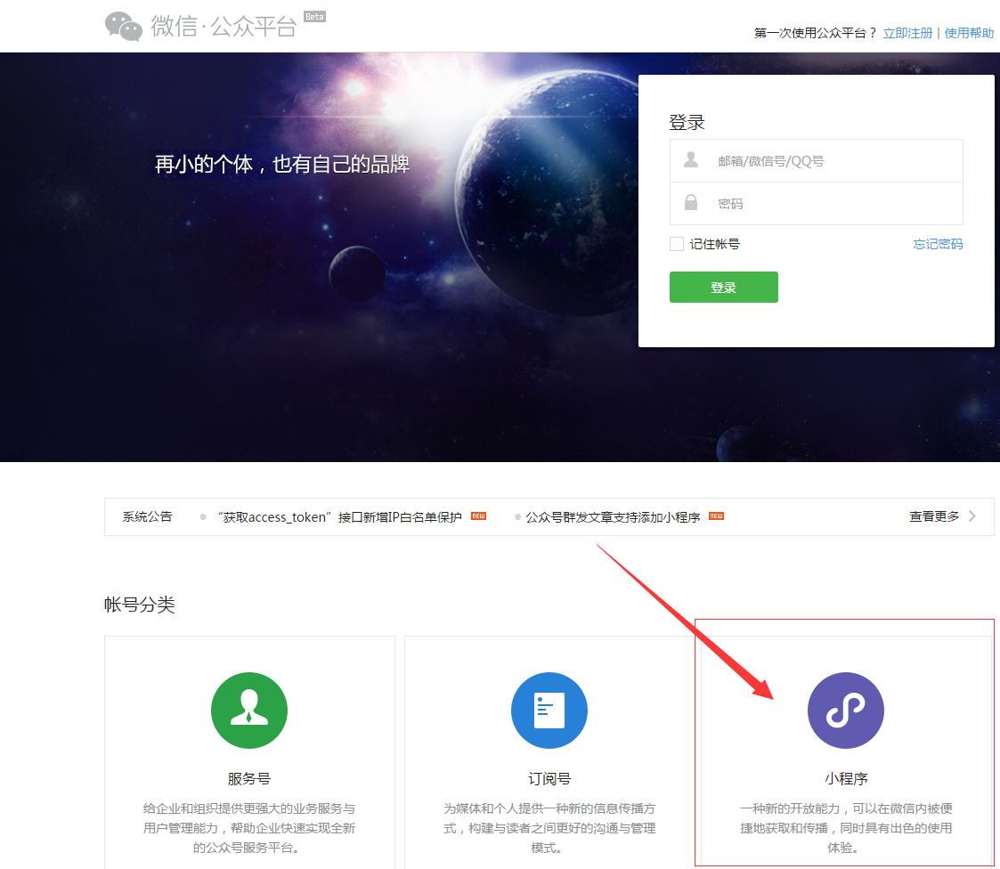 微信·公众平台 Beta
第一次使用公众平台？ 立即注册 | 使用帮助
再小的个体，也有自己的品牌
登录
邮箱/微信号/QQ号
密码
记住帐号 忘记密码
登录
系统公告 “获取access_token”接口新增IP白名单保护 NEW 公众号群发文章支持添加小程序 NEW 查看更多
帐号分类
服务号
给企业和组织提供更强大的业务服务与
用户管理能力，帮助企业快速实现全新
的公众号服务平台。
订阅号
为媒体和个人提供一种新的信息传播方
式，构建与读者之间更好的沟通与管理
模式。
小程序
一种新的开放能力，可以在微信内被便
捷地获取和传播，同时具有出色的使用
体验。